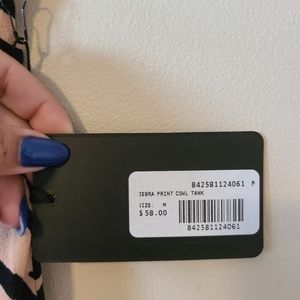 842581124061 M
ZEBRA PRINT COWL TANK
SIZE: M
$ 58.00
842581124061